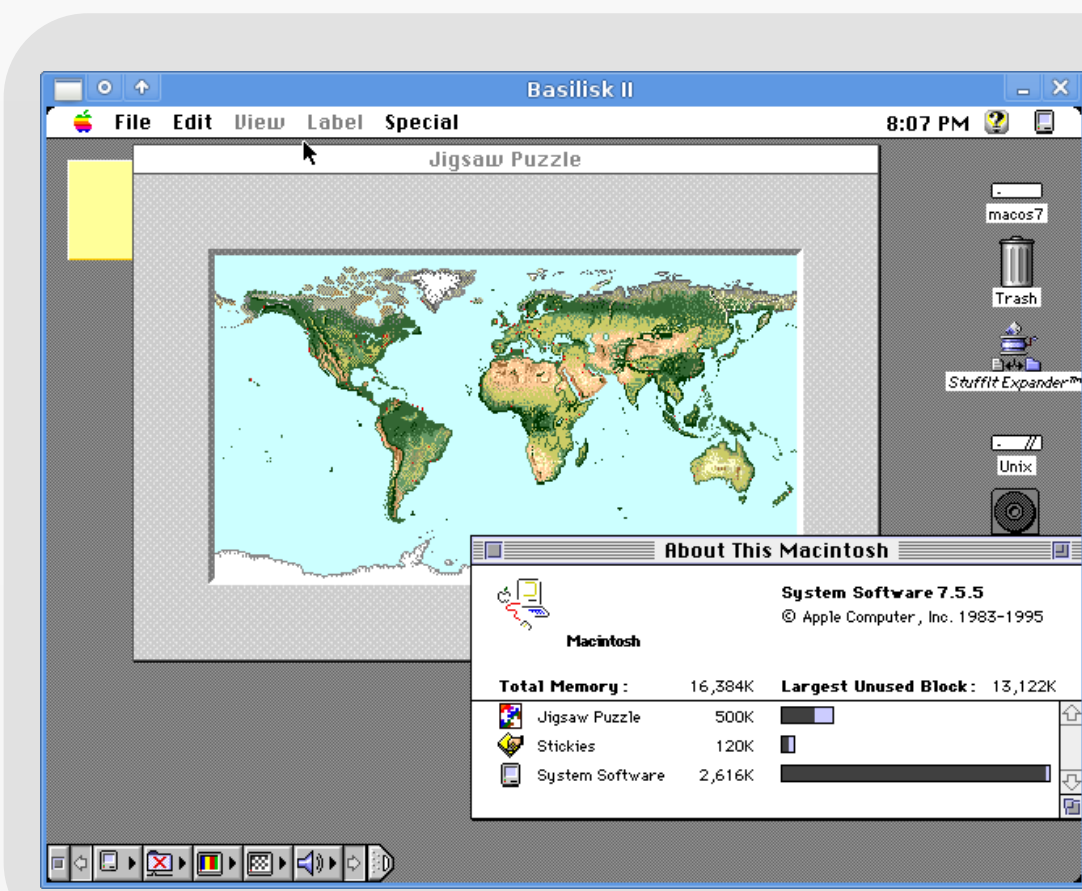 Basilisk II
File Edit View Label Special 8:07 PM
Jigsaw Puzzle
macos7
Trash
StuffIt Expander™
Unix
About This Macintosh
System Software 7.5.5
© Apple Computer, Inc. 1983-1995
Macintosh
Total Memory : 16,384K Largest Unused Block : 13,122K
Jigsaw Puzzle 500K
Stickies 120K
System Software 2,616K